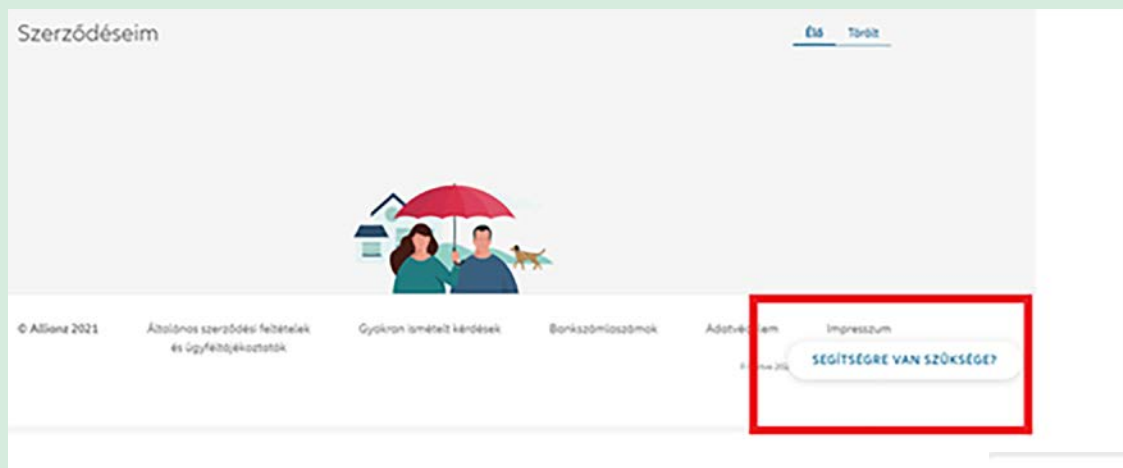 Szerződéseim
Élő Törölt
© Allianz 2021
Általános szerződési feltételek
és ügyféltájékoztatók
Gyakran ismételt kérdések
Bankszámlaszámok
Impresszum
SEGÍTSÉGRE VAN SZÜKSÉGE?